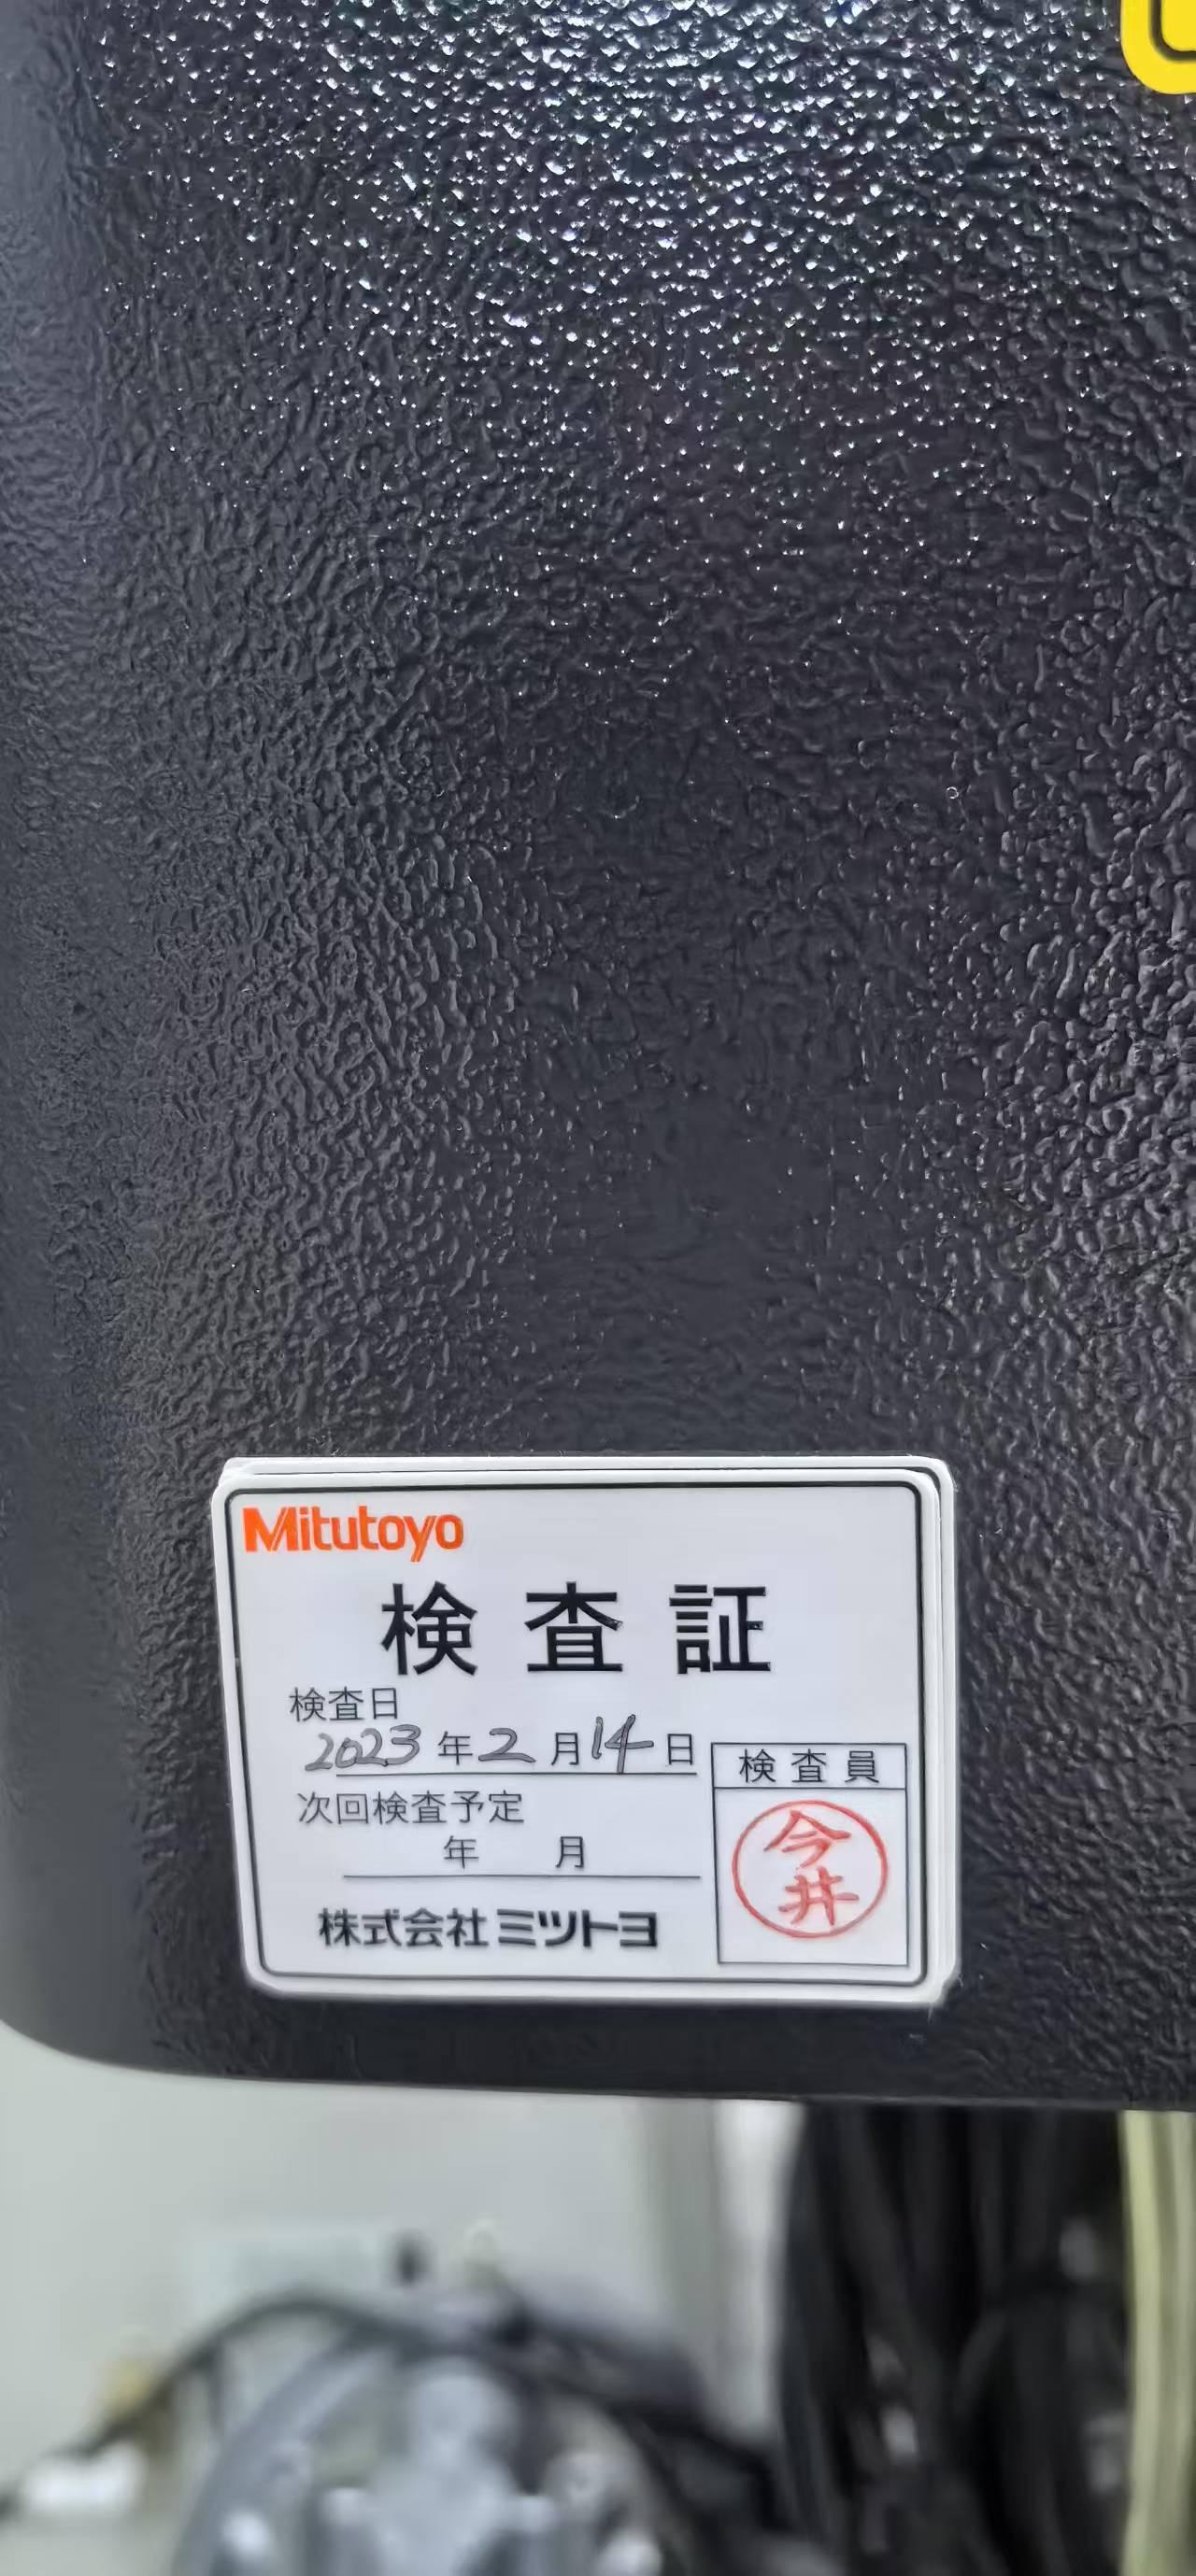 Mitutoyo
検査証
検査日
2023年2月14日
検査員
今井
次回検査予定
年 月
株式会社ミツトヨ